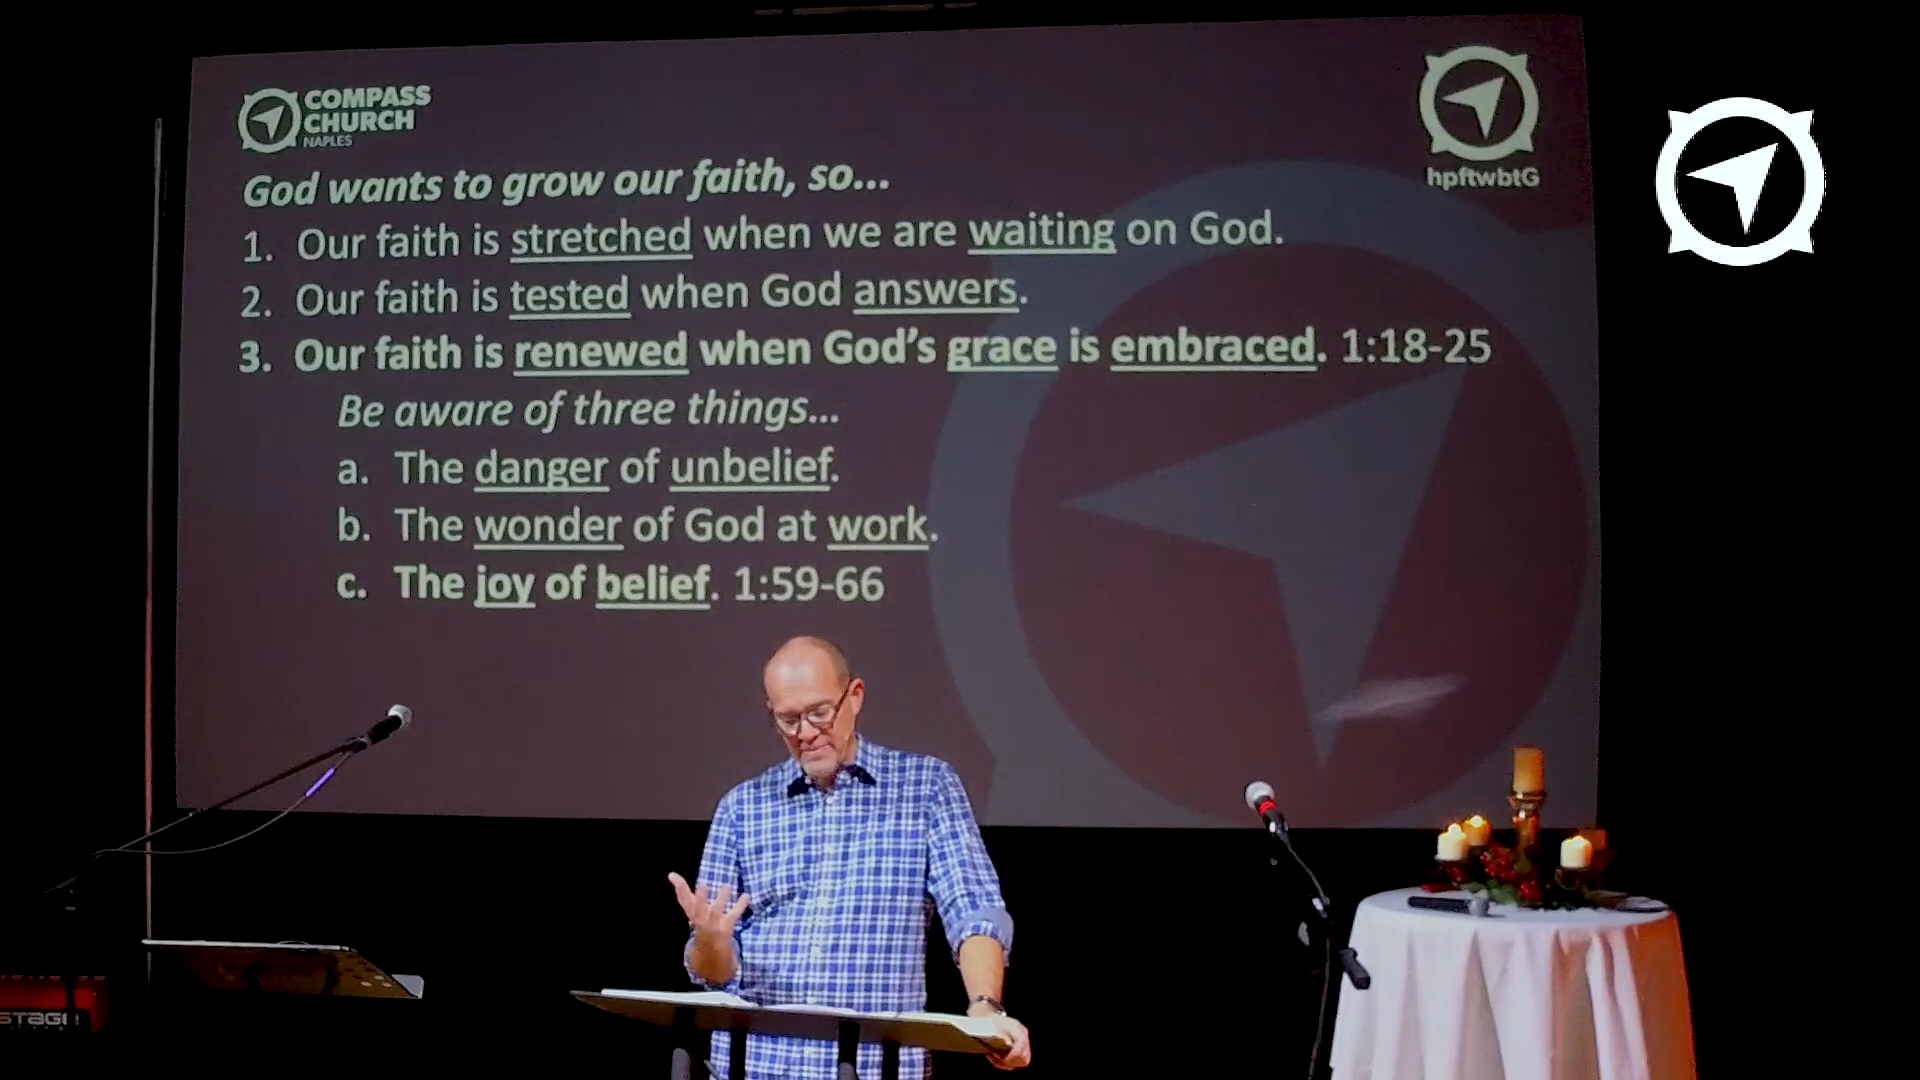 COMPASS
CHURCH
NAPLES
hpftwbtG
God wants to grow our faith, so...
1. Our faith is stretched when we are waiting on God.
2. Our faith is tested when God answers.
3. Our faith is renewed when God's grace is embraced. 1:18-25
Be aware of three things...
a. The danger of unbelief.
b. The wonder of God at work.
c. The joy of belief. 1:59-66
STAGE